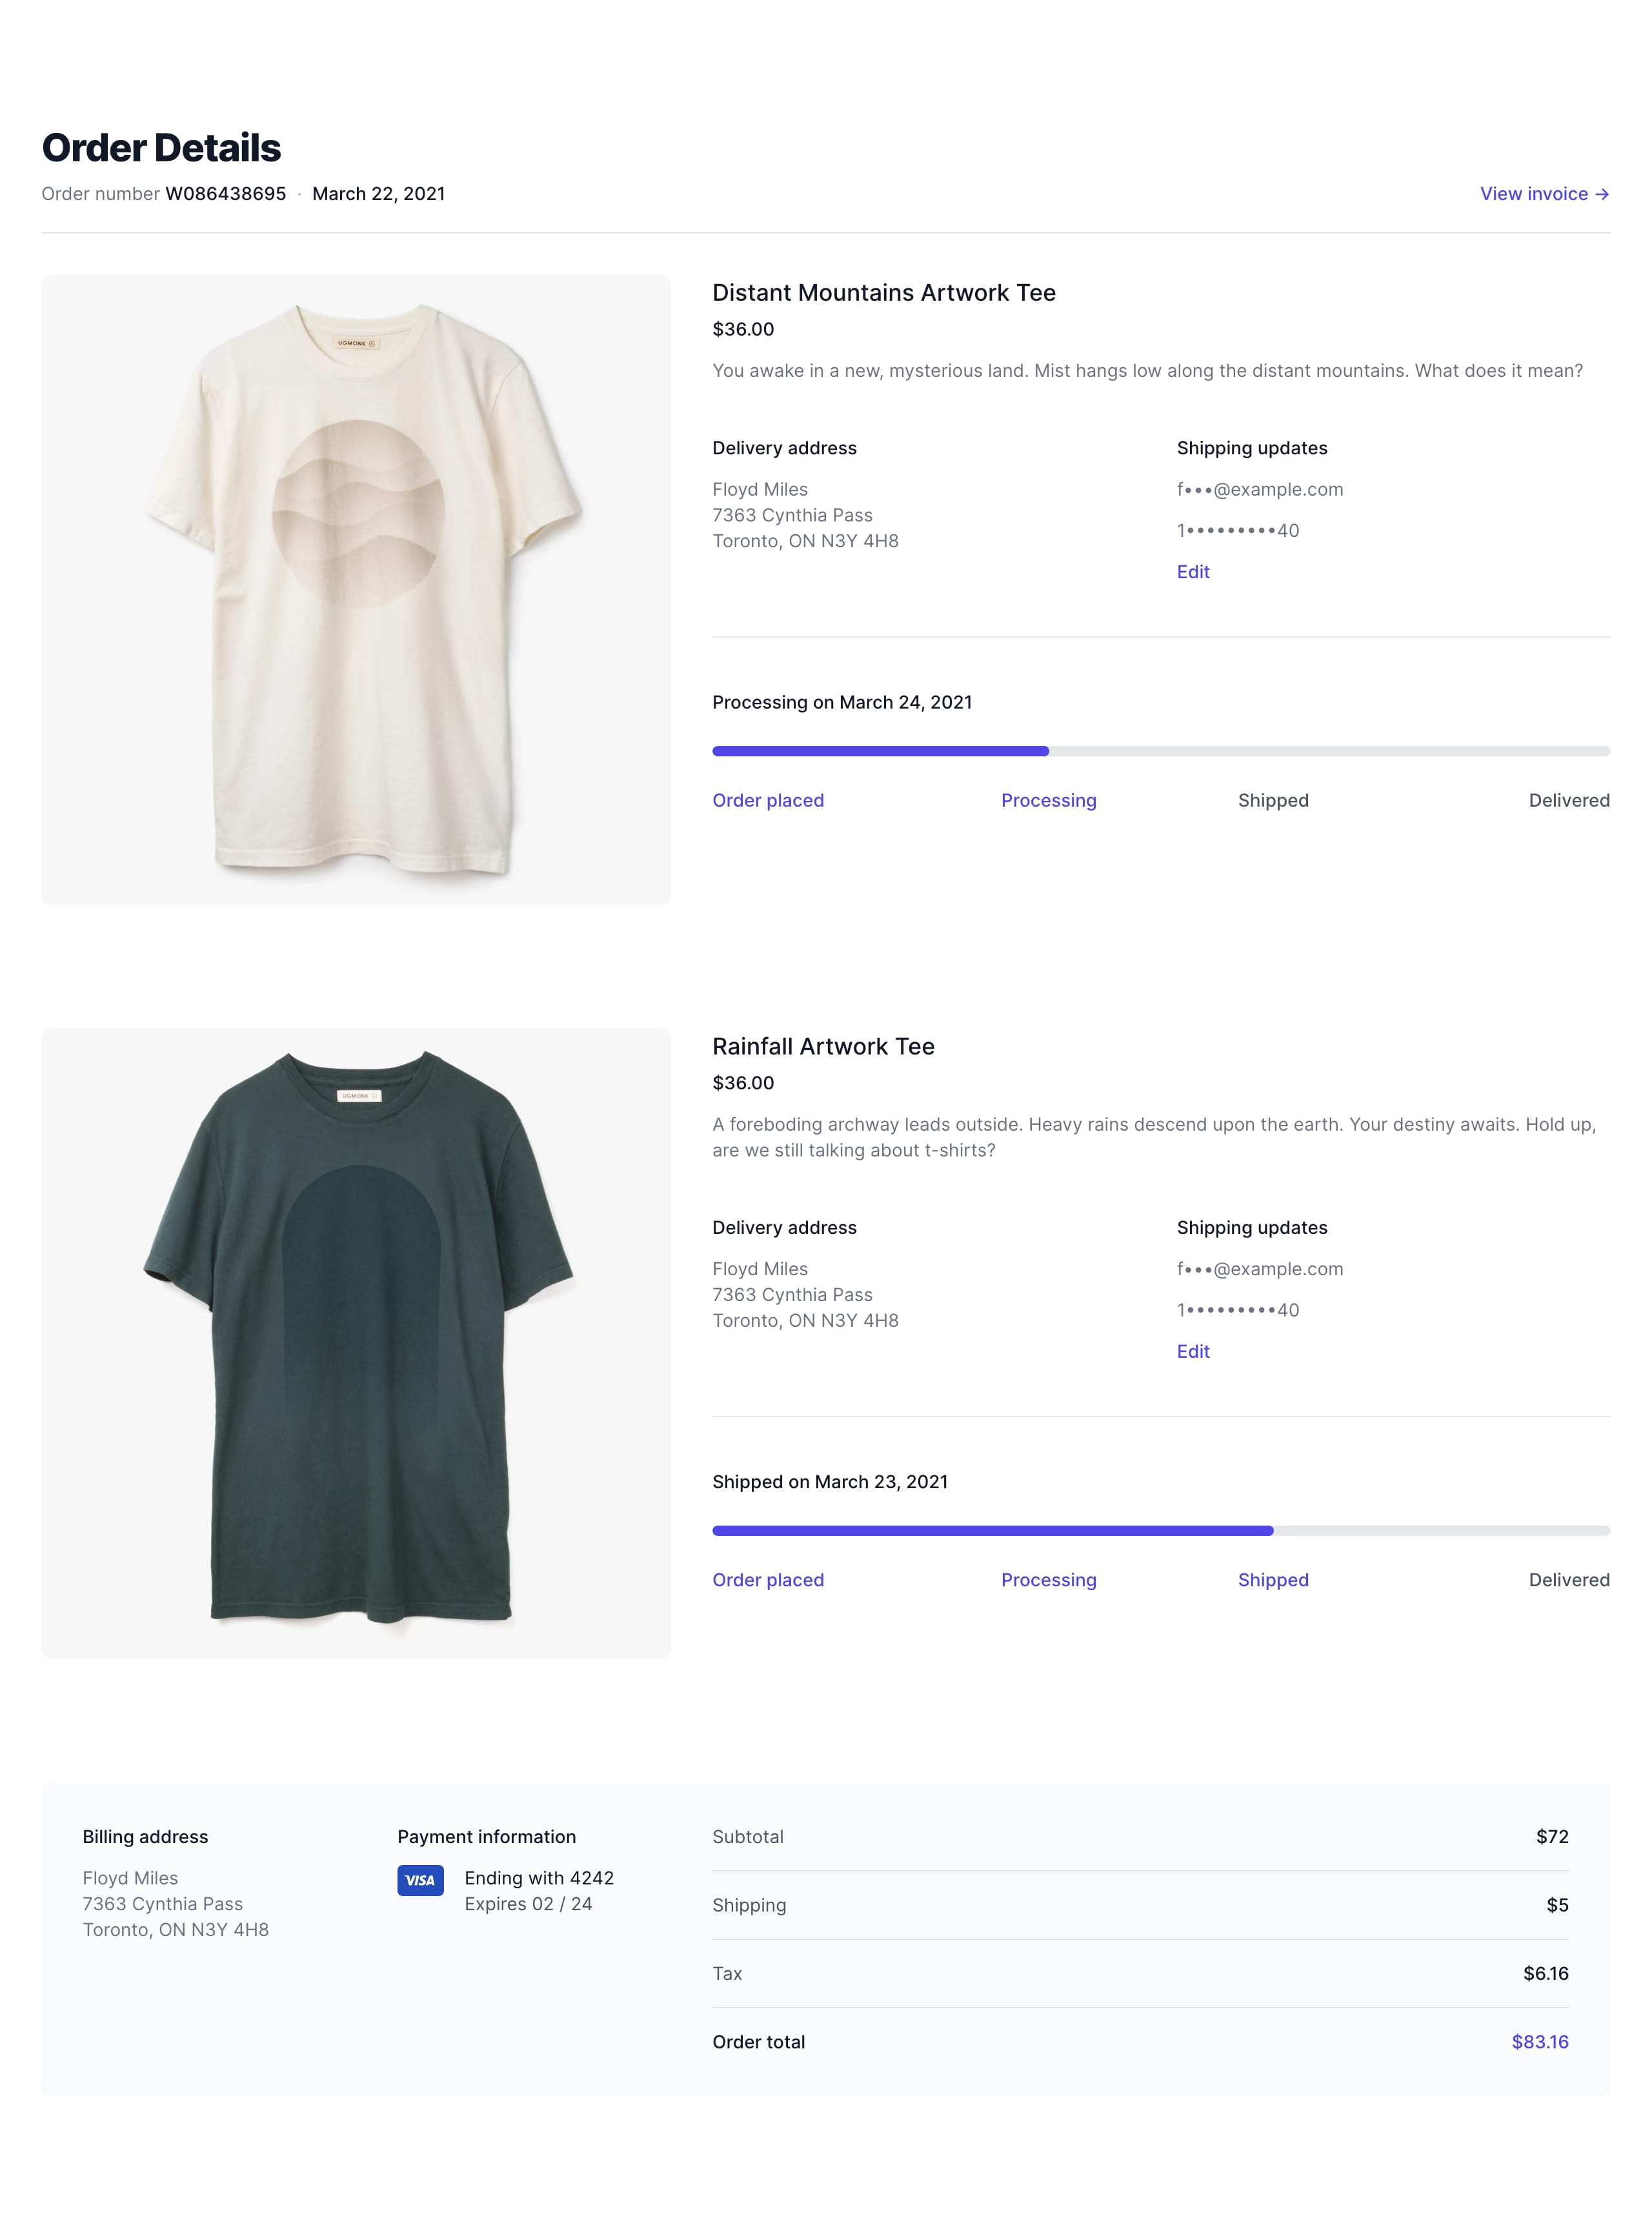 Order Details
Order number W086438695 · March 22, 2021
View invoice →
UGMONK
Distant Mountains Artwork Tee
$36.00
You awake in a new, mysterious land. Mist hangs low along the distant mountains. What does it mean?
Delivery address
Floyd Miles
7363 Cynthia Pass
Toronto, ON N3Y 4H8
Shipping updates
f•••@example.com
1•••••••••40
Edit
Processing on March 24, 2021
Order placed
Processing
Shipped
Delivered
UGMONK
Rainfall Artwork Tee
$36.00
A foreboding archway leads outside. Heavy rains descend upon the earth. Your destiny awaits. Hold up,
are we still talking about t-shirts?
Delivery address
Floyd Miles
7363 Cynthia Pass
Toronto, ON N3Y 4H8
Shipping updates
f•••@example.com
1•••••••••40
Edit
Shipped on March 23, 2021
Order placed
Processing
Shipped
Delivered
Billing address
Floyd Miles
7363 Cynthia Pass
Toronto, ON N3Y 4H8
Payment information
VISA
Ending with 4242
Expires 02 / 24
Subtotal $72
Shipping $5
Tax $6.16
Order total $83.16